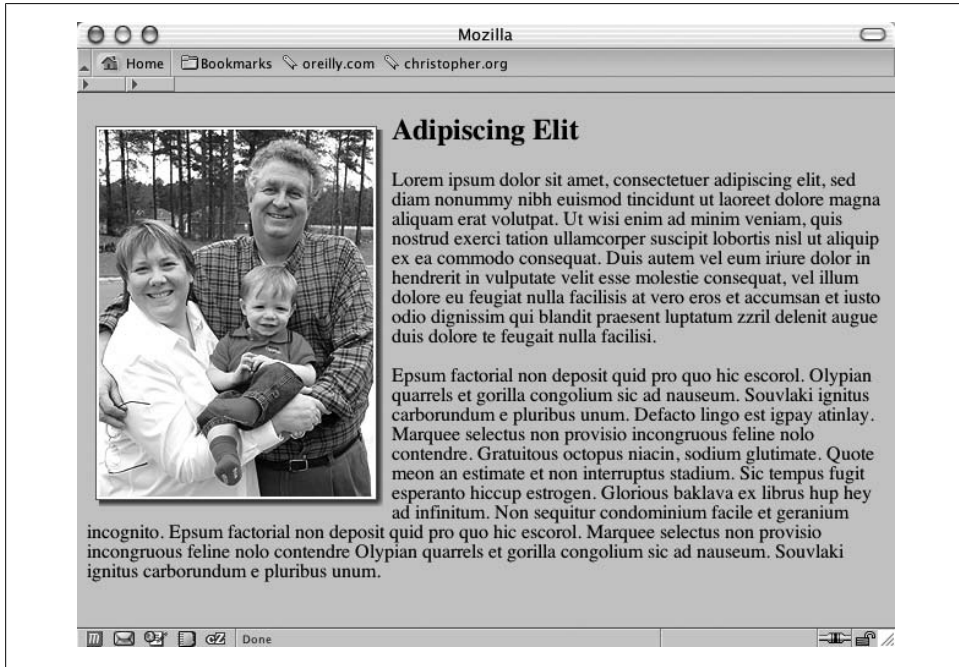 Mozilla
Home Bookmarks oreilly.com christopher.org
Adipiscing Elit
Lorem ipsum dolor sit amet, consectetuer adipiscing elit, sed
diam nonummy nibh euismod tincidunt ut laoreet dolore magna
aliquam erat volutpat. Ut wisi enim ad minim veniam, quis
nostrud exerci tation ullamcorper suscipit lobortis nisl ut aliquip
ex ea commodo consequat. Duis autem vel eum iriure dolor in
hendrerit in vulputate velit esse molestie consequat, vel illum
dolore eu feugiat nulla facilisis at vero eros et accumsan et iusto
odio dignissim qui blandit praesent luptatum zzril delenit augue
duis dolore te feugait nulla facilisi.
Epsum factorial non deposit quid pro quo hic escorol. Olypian
quarrels et gorilla congolium sic ad nauseum. Souvlaki ignitus
carborundum e pluribus unum. Defacto lingo est igpay atinlay.
Marquee selectus non provisio incongruous feline nolo
contendre. Gratuitous octopus niacin, sodium glutimate. Quote
meon an estimate et non interruptus stadium. Sic tempus fugit
esperanto hiccup estrogen. Glorious baklava ex librus hup hey
ad infinitum. Non sequitur condominium facile et geranium
incognito. Epsum factorial non deposit quid pro quo hic escorol. Marquee selectus non provisio
incongruous feline nolo contendre Olypian quarrels et gorilla congolium sic ad nauseum. Souvlaki
ignitus carborundum e pluribus unum.
Done